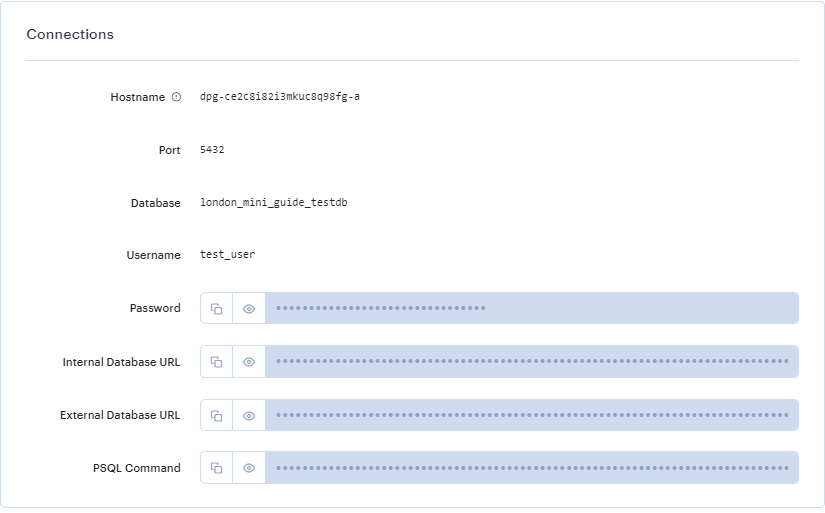 Connections
Hostname dpg-ce2c8i82i3mkuc8q98fg-a
Port 5432
Database london_mini_guide_testdb
Username test_user
Password
Internal Database URL
External Database URL
PSQL Command